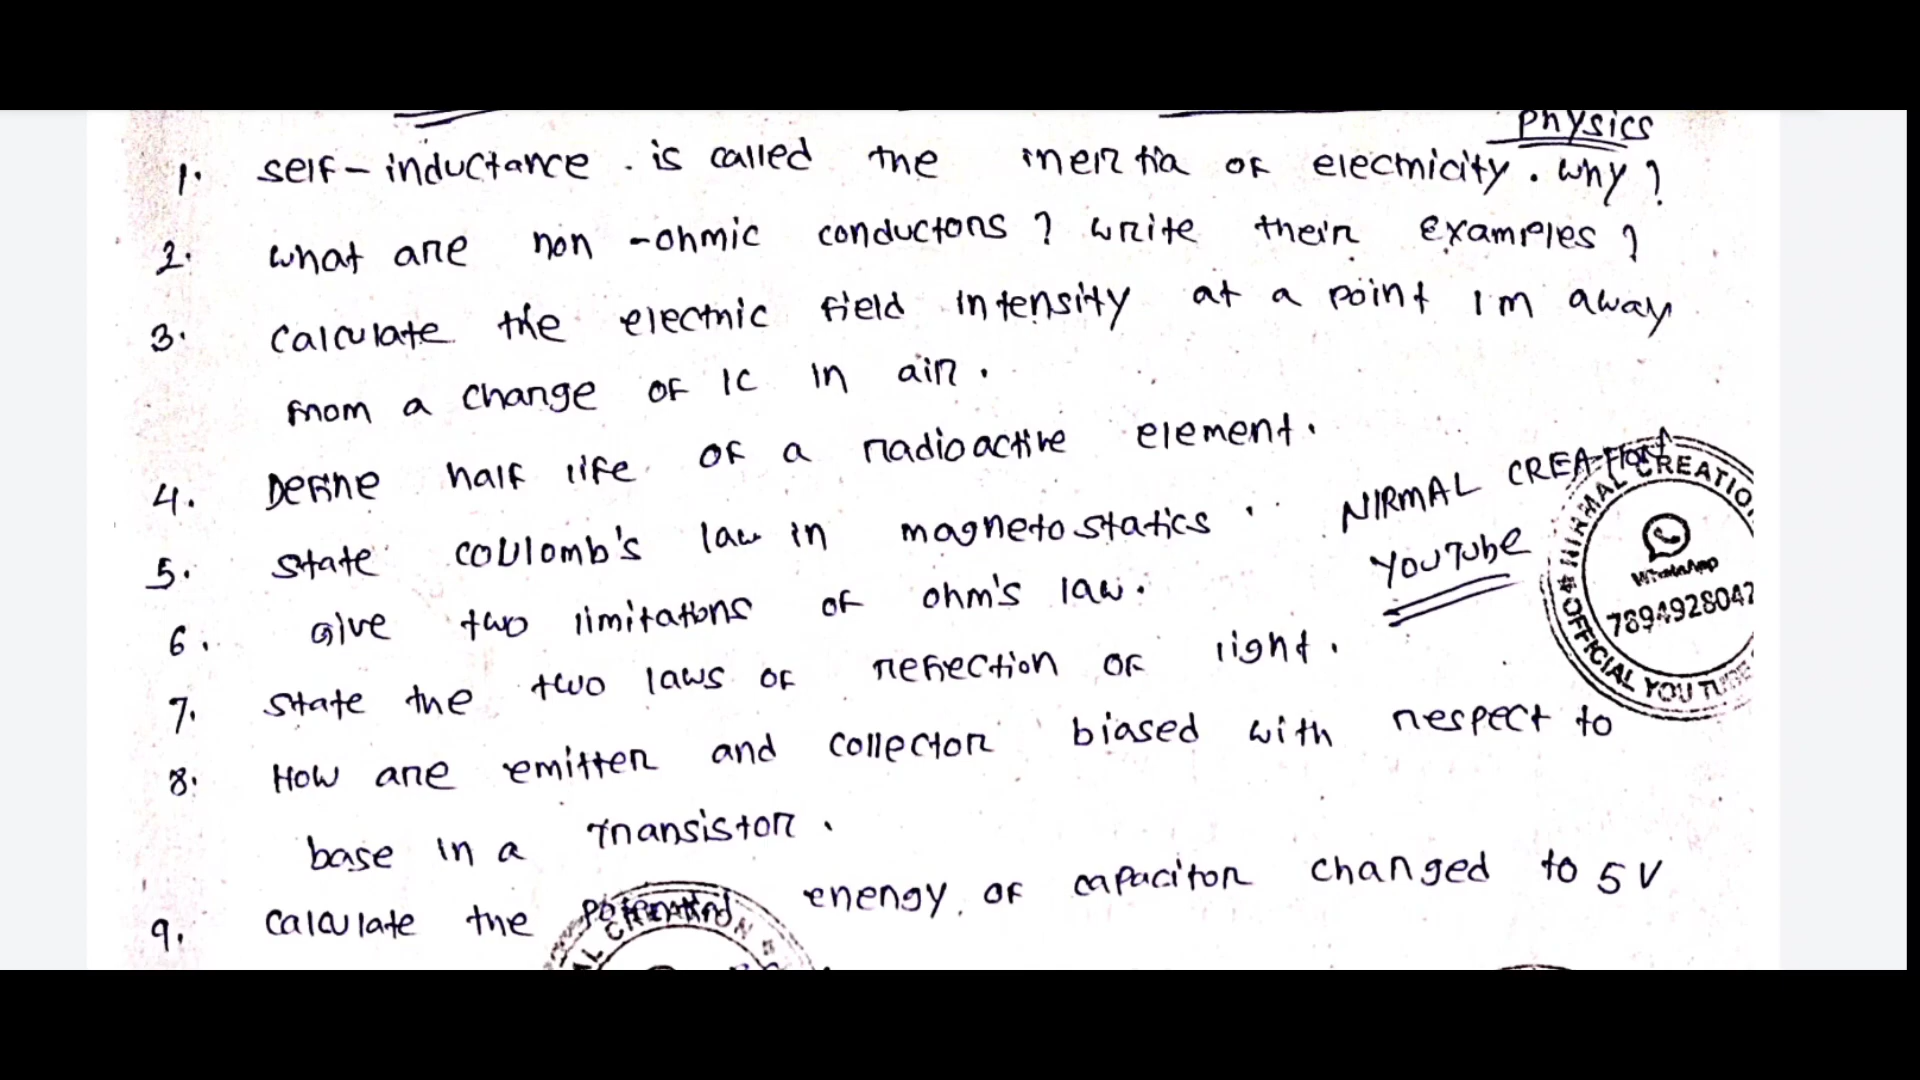 Physics
1. self-inductance. is called the inertia of electricity. why?
2. what are non-ohmic conductors? write their examples?
3. calculate the electric field intensity at a point 1m away
from a charge of 1C in air.
4. Define half life of a radioactive element.
5. state coulomb's law in magnetostatics.
6. Give two limitations of ohm's law.
7. state the two laws of reflection of light.
8. How are emitter and collector biased with respect to
base in a transistor.
9. calculate the potential energy of capacitor charged to 5V
NIRMAL CREATION
YouTube
NIRMAL CREATION
WhatsApp
7894928047
OFFICIAL YOU TUBE